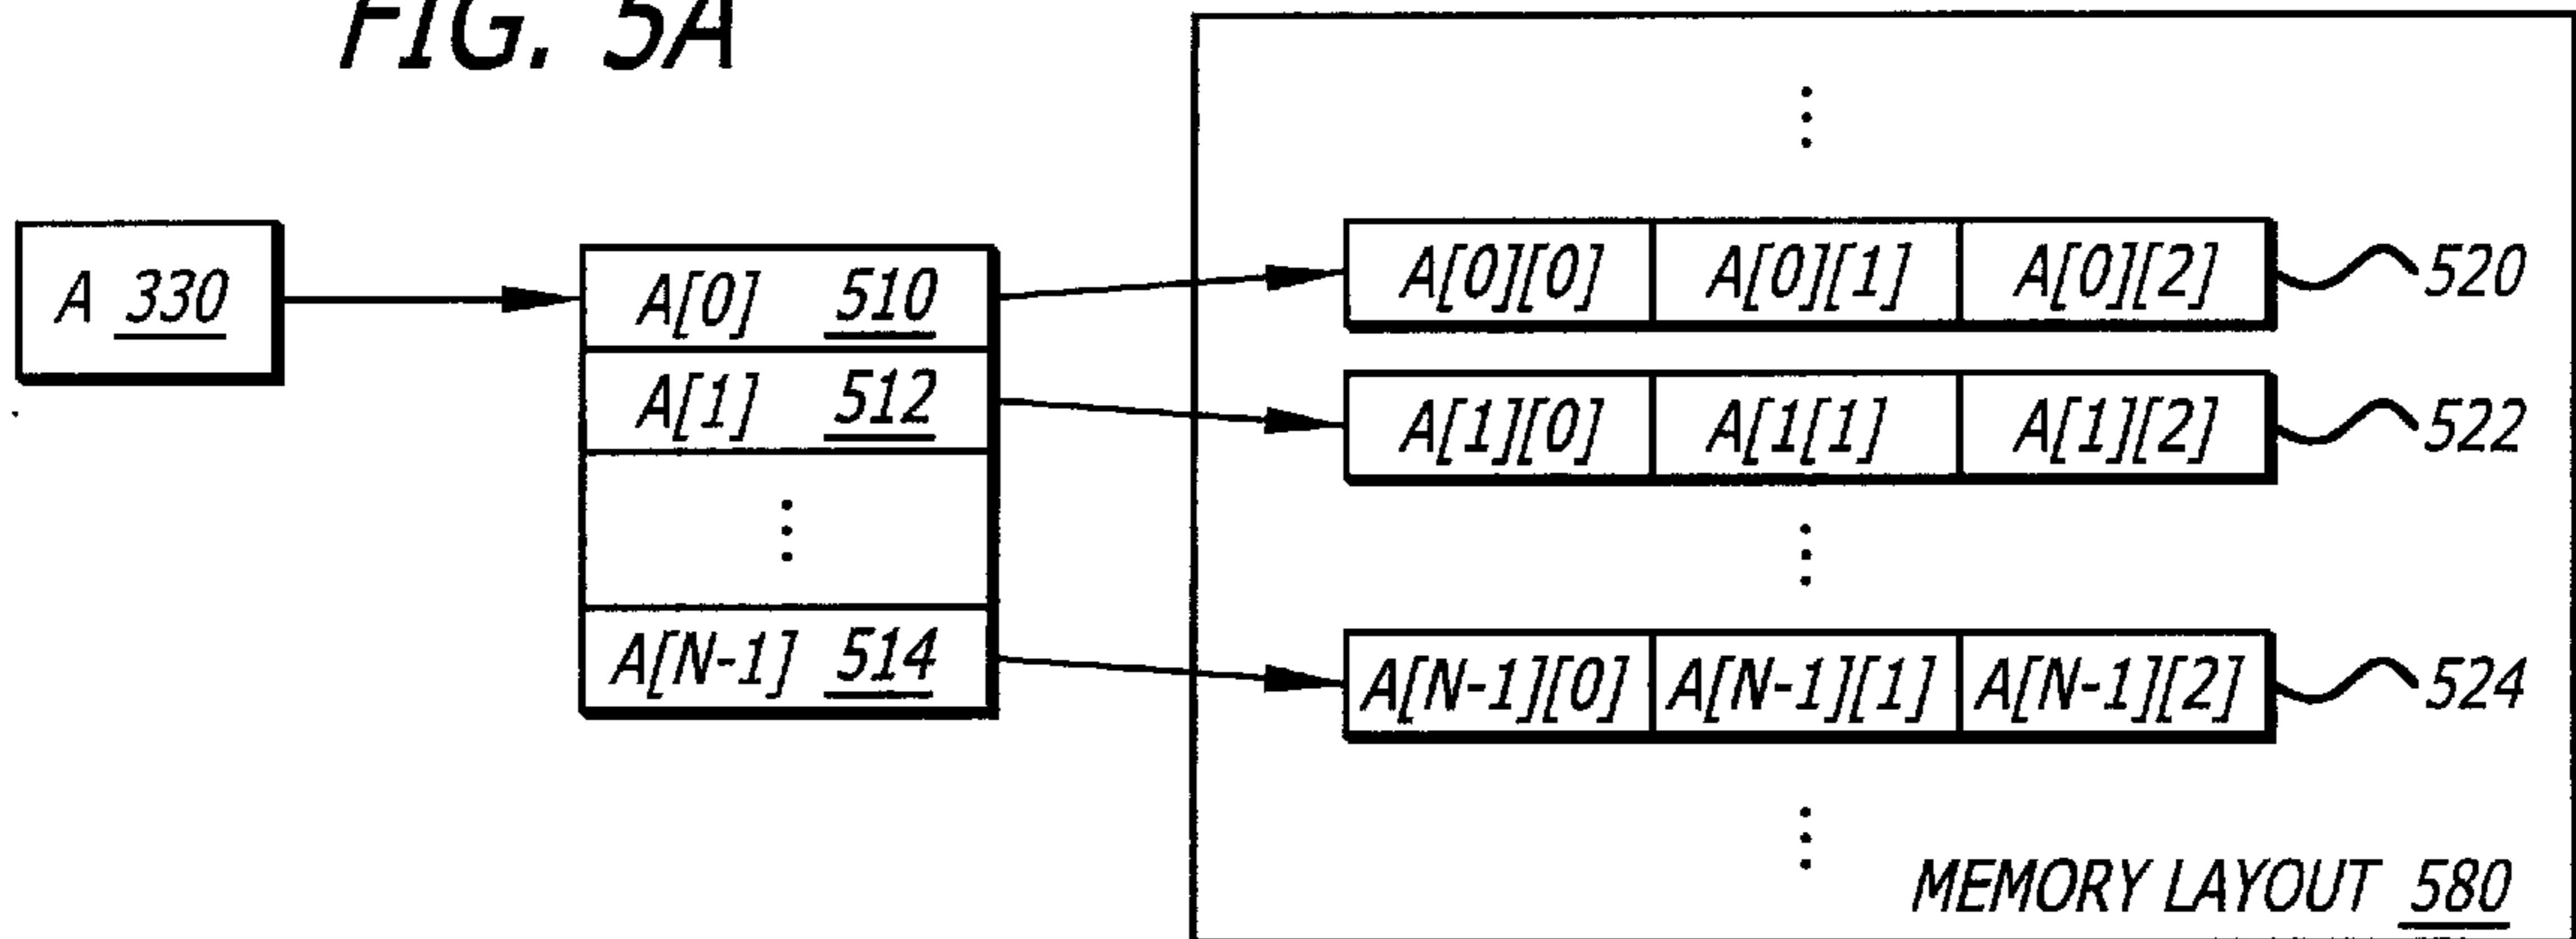 FIG. 5A
A 330
A[0] 510
A[1] 512
A[N-1] 514
A[0][0] A[0][1] A[0][2] 520
A[1][0] A[1[1] A[1][2] 522
A[N-1][0] A[N-1][1] A[N-1][2] 524
MEMORY LAYOUT 580